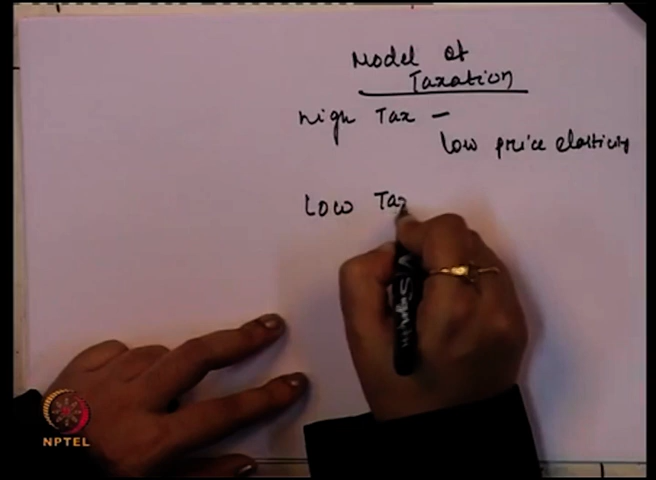 Model of
Taxation
High Tax –
low price elasticity
Low Tax
NPTEL